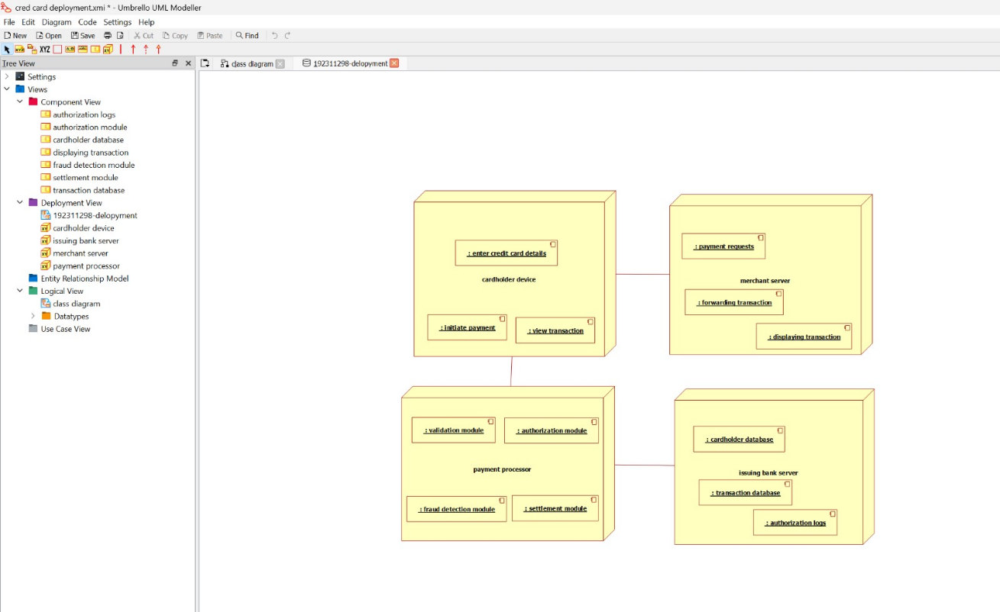 cred card deployment.xmi * - Umbrello UML Modeller
File Edit Diagram Code Settings Help
New Open Save Cut Copy Paste Find
XYZ
Tree View
class diagram
192311298-delopyment
Settings
Views
Component View
authorization logs
authorization module
cardholder database
displaying transaction
fraud detection module
settlement module
transaction database
Deployment View
192311298-delopyment
cardholder device
issuing bank server
merchant server
payment processor
Entity Relationship Model
Logical View
class diagram
Datatypes
Use Case View
: enter credit card details
cardholder device
: initiate payment
: view transaction
: payment requests
merchant server
: forwarding transaction
: displaying transaction
: validation module
: authorization module
payment processor
: fraud detection module
: settlement module
: cardholder database
issuing bank server
: transaction database
: authorization logs